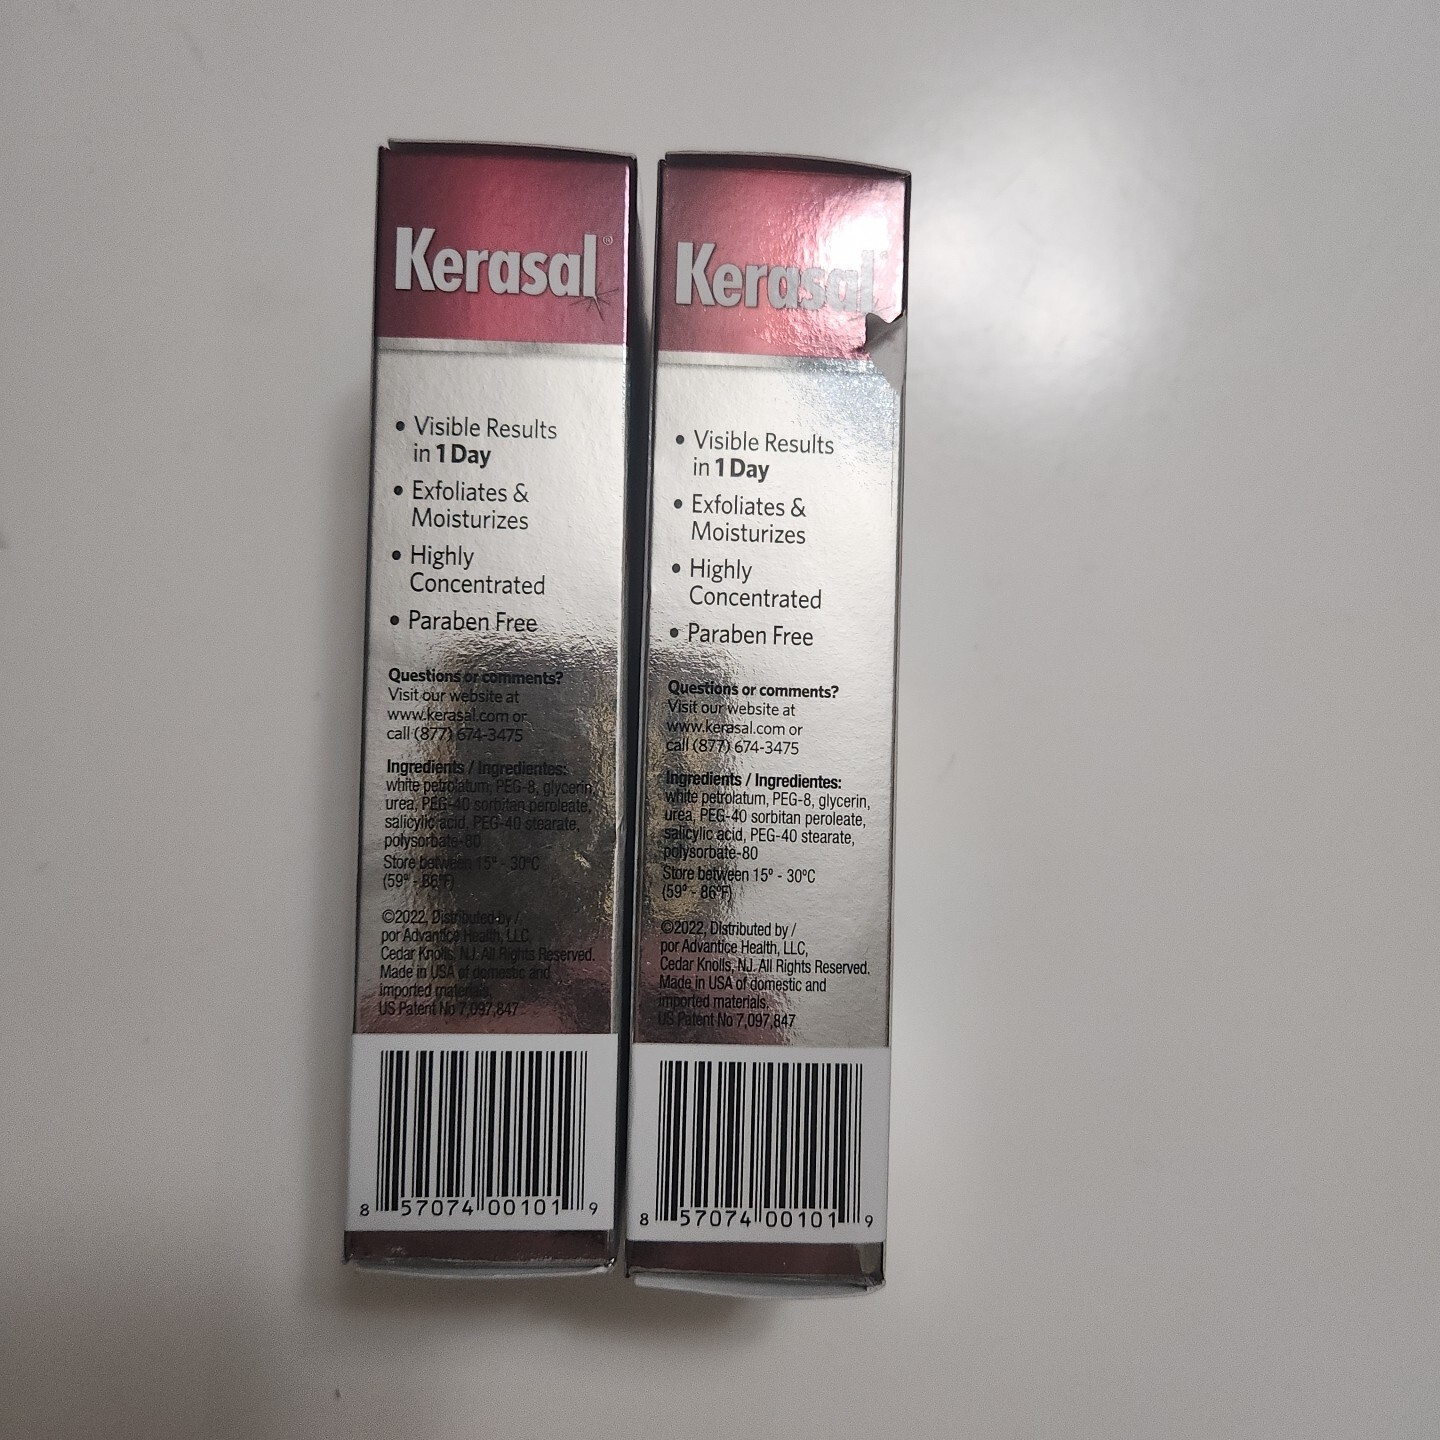 Kerasal®
• Visible Results
in 1 Day
• Exfoliates &
Moisturizes
• Highly
Concentrated
• Paraben Free
Questions or comments?
Visit our website at
www.kerasal.com or
call (877) 674-3475
Ingredients / Ingredientes:
white petrolatum, PEG-8, glycerin,
urea, PEG-40 sorbitan peroleate,
salicylic acid, PEG-40 stearate,
polysorbate-80
Store between 15º - 30ºC
(59º - 86ºF)
©2022, Distributed by /
por Advantice Health, LLC,
Cedar Knolls, NJ. All Rights Reserved.
Made in USA of domestic and
imported materials.
US Patent No 7,097,847
8 57074 00101 9
Kerasal
• Visible Results
in 1 Day
• Exfoliates &
Moisturizes
• Highly
Concentrated
• Paraben Free
Questions or comments?
Visit our website at
www.kerasal.com or
call (877) 674-3475
Ingredients / Ingredientes:
white petrolatum, PEG-8, glycerin,
urea, PEG-40 sorbitan peroleate,
salicylic acid, PEG-40 stearate,
polysorbate-80
Store between 15º - 30ºC
(59º - 86ºF)
©2022, Distributed by /
por Advantice Health, LLC,
Cedar Knolls, NJ. All Rights Reserved.
Made in USA of domestic and
imported materials.
US Patent No 7,097,847
8 57074 00101 9